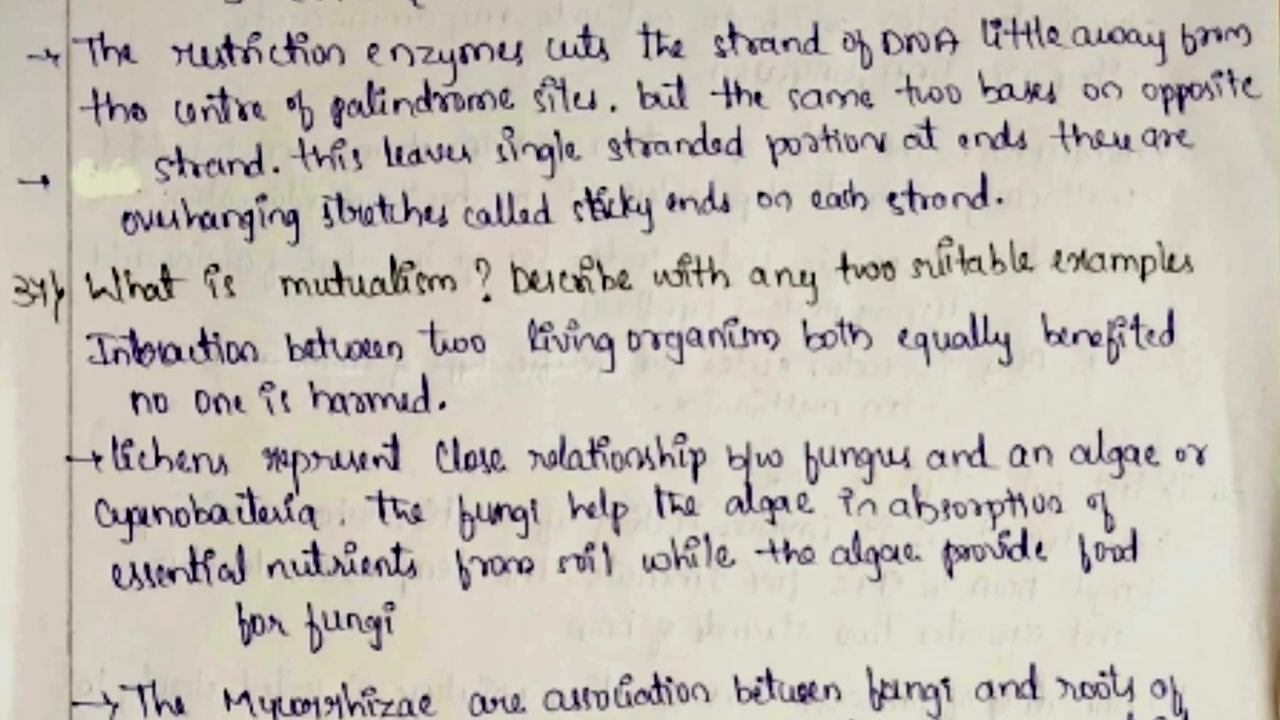 → The restriction enzymes cuts the strand of DNA little away from
the centre of palindrome sites. but the same two bases on opposite
→ strand. this leaves single stranded portion at ends there are
overhanging stretches called sticky ends on each strand.
34) What is mutualism? Describe with any two suitable examples
Interaction between two living organism both equally benefited
no one is harmed.
→ lichens represent close relationship b/w fungus and an algae or
cyanobacteria. The fungi help the algae in absorption of
essential nutrients from soil while the algae provide food
for fungi
→ The Mycorrhizae are association between fungi and roots of